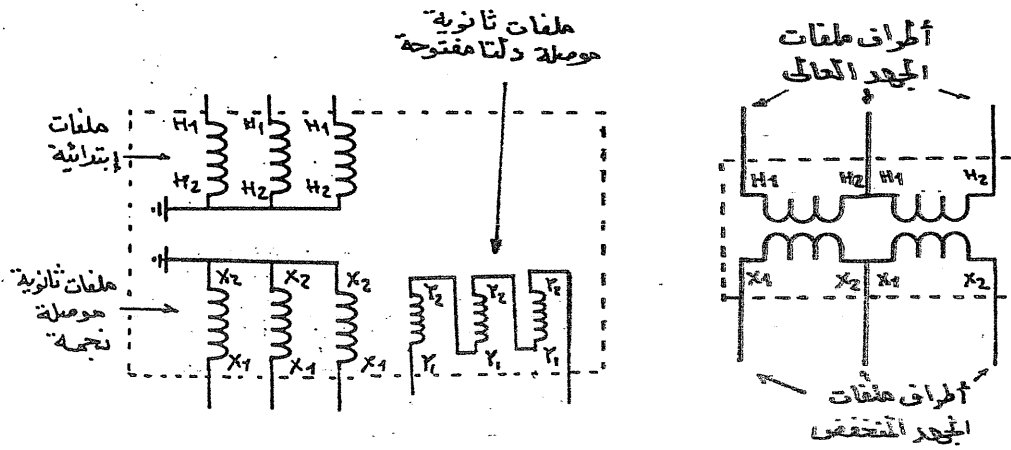 ملفات ثانوية
موصلة دلتا مفتوحة
أطراف ملفات
الجهد العالى
ملفات
إبتدائية
H1 H1 H1
H2 H2 H2
ملفات ثانوية
موصلة
نجمة
X2 X2 X2
X1 X1 X1
Y2 Y2 Y2
Y1 Y1 Y1
H1 H2 H1 H2
X1 X2 X1 X2
أطراف ملفات
الجهد المنخفض